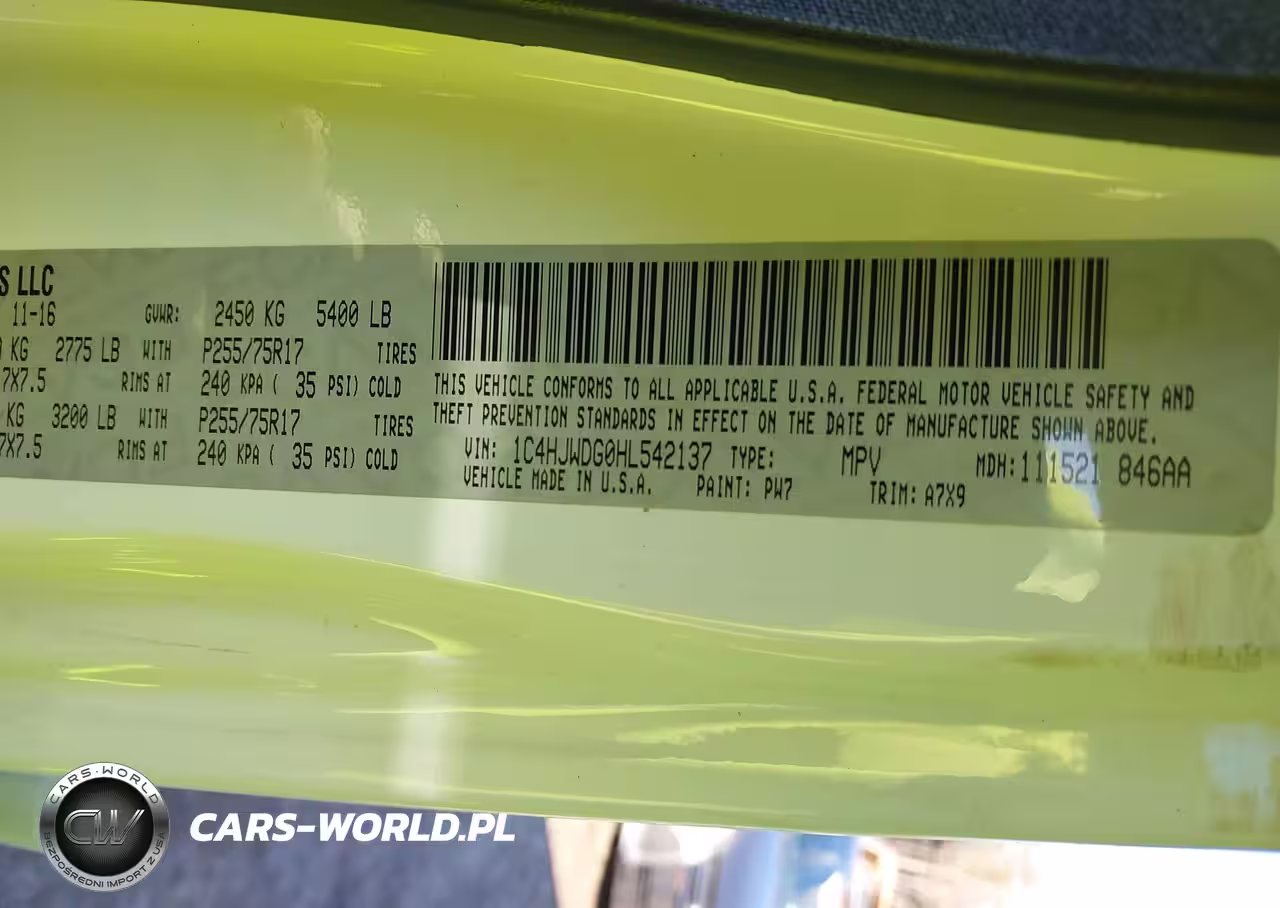 S LLC
11-16 GVWR: 2450 KG 5400 LB
KG 2775 LB WITH P255/75R17 TIRES
7X7.5 RIMS AT 240 KPA ( 35 PSI) COLD
KG 3200 LB WITH P255/75R17 TIRES
7X7.5 RIMS AT 240 KPA ( 35 PSI) COLD
THIS VEHICLE CONFORMS TO ALL APPLICABLE U.S.A. FEDERAL MOTOR VEHICLE SAFETY AND
THEFT PREVENTION STANDARDS IN EFFECT ON THE DATE OF MANUFACTURE SHOWN ABOVE.
VIN: 1C4HJWDG0HL542137 TYPE: MPV MDH: 111521 846AA
VEHICLE MADE IN U.S.A. PAINT: PW7 TRIM: A7X9
CARS-WORLD
CW
BEZPOŚREDNI IMPORT Z USA
CARS-WORLD.PL